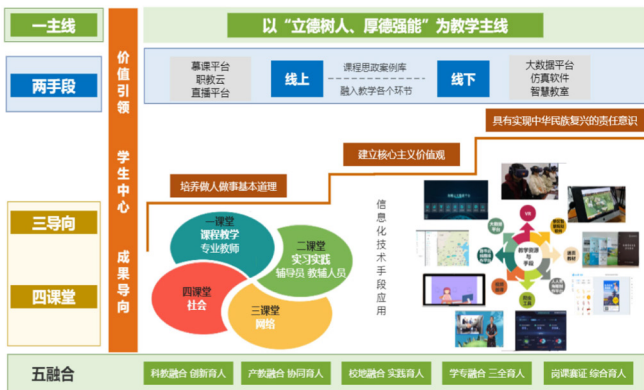 一主线
以“立德树人、厚德强能”为教学主线
两手段
价值引领 学生中心 成果导向
慕课平台
职教云
直播平台
线上
课程思政案例库
融入教学各个环节
线下
大数据平台
仿真软件
智慧教室
具有实现中华民族复兴的责任意识
建立核心主义价值观
培养做人做事基本道理
三导向
四课堂
一课堂
课程教学
专业教师
二课堂
实习实践
辅导员 教辅人员
四课堂
社会
三课堂
网络
信息化技术手段应用
VR
教学资源
与
手段
五融合
科教融合 创新育人
产教融合 协同育人
校地融合 实践育人
学专融合 三全育人
岗课赛证 综合育人